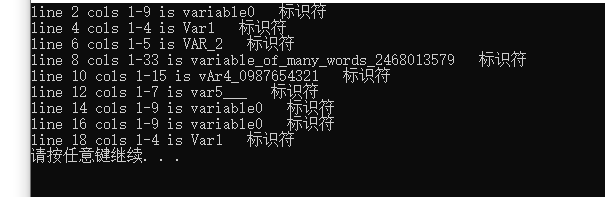 line 2 cols 1-9 is variable0   标识符
line 4 cols 1-4 is Var1   标识符
line 6 cols 1-5 is VAR_2   标识符
line 8 cols 1-33 is variable_of_many_words_2468013579   标识符
line 10 cols 1-15 is vAr4_0987654321   标识符
line 12 cols 1-7 is var5___   标识符
line 14 cols 1-9 is variable0   标识符
line 16 cols 1-9 is variable0   标识符
line 18 cols 1-4 is Var1   标识符
请按任意键继续. . .